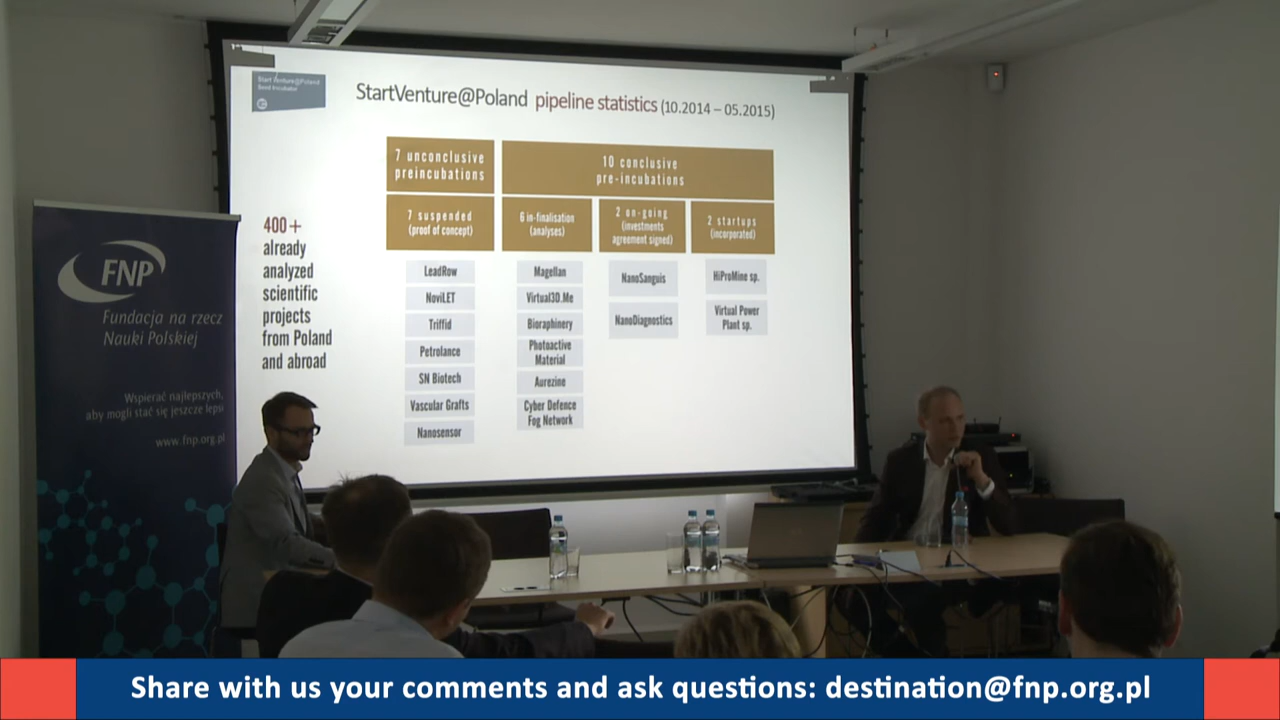 Start Venture@Poland
Seed Incubator
StartVenture@Poland pipeline statistics (10.2014 – 05.2015)
7 unconclusive
preincubations
10 conclusive
pre-incubations
7 suspended
(proof of concept)
6 in-finalisation
(analyses)
2 on-going
(investments
agreement signed)
2 startups
(incorporated)
400+
already
analyzed
scientific
projects
from Poland
and abroad
LeadRow
NoviLET
Triffid
Petrolance
SN Biotech
Vascular Grafts
Nanosensor
Magellan
Virtual3D.Me
Bioraphinery
Photoactive
Material
Aurezine
Cyber Defence
Fog Network
NanoSanguis
NanoDiagnostics
HiProMine sp.
Virtual Power
Plant sp.
FNP
Fundacja na rzecz
Nauki Polskiej
Wspierać najlepszych,
aby mogli stać się jeszcze lepsi
www.fnp.org.pl
Share with us your comments and ask questions: destination@fnp.org.pl